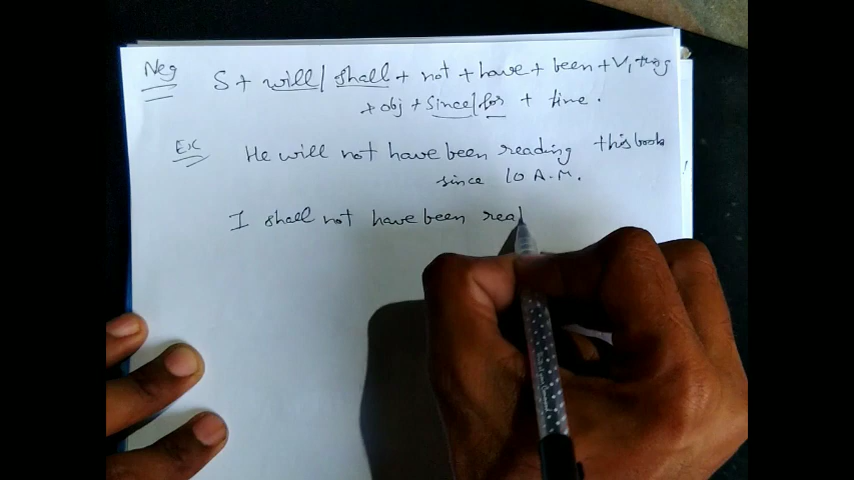 Neg S + will / shall + not + have + been + V1 + ing
+ obj + Since / for + time.
Ex He will not have been reading this book
since 10 A.M.
I shall not have been rea